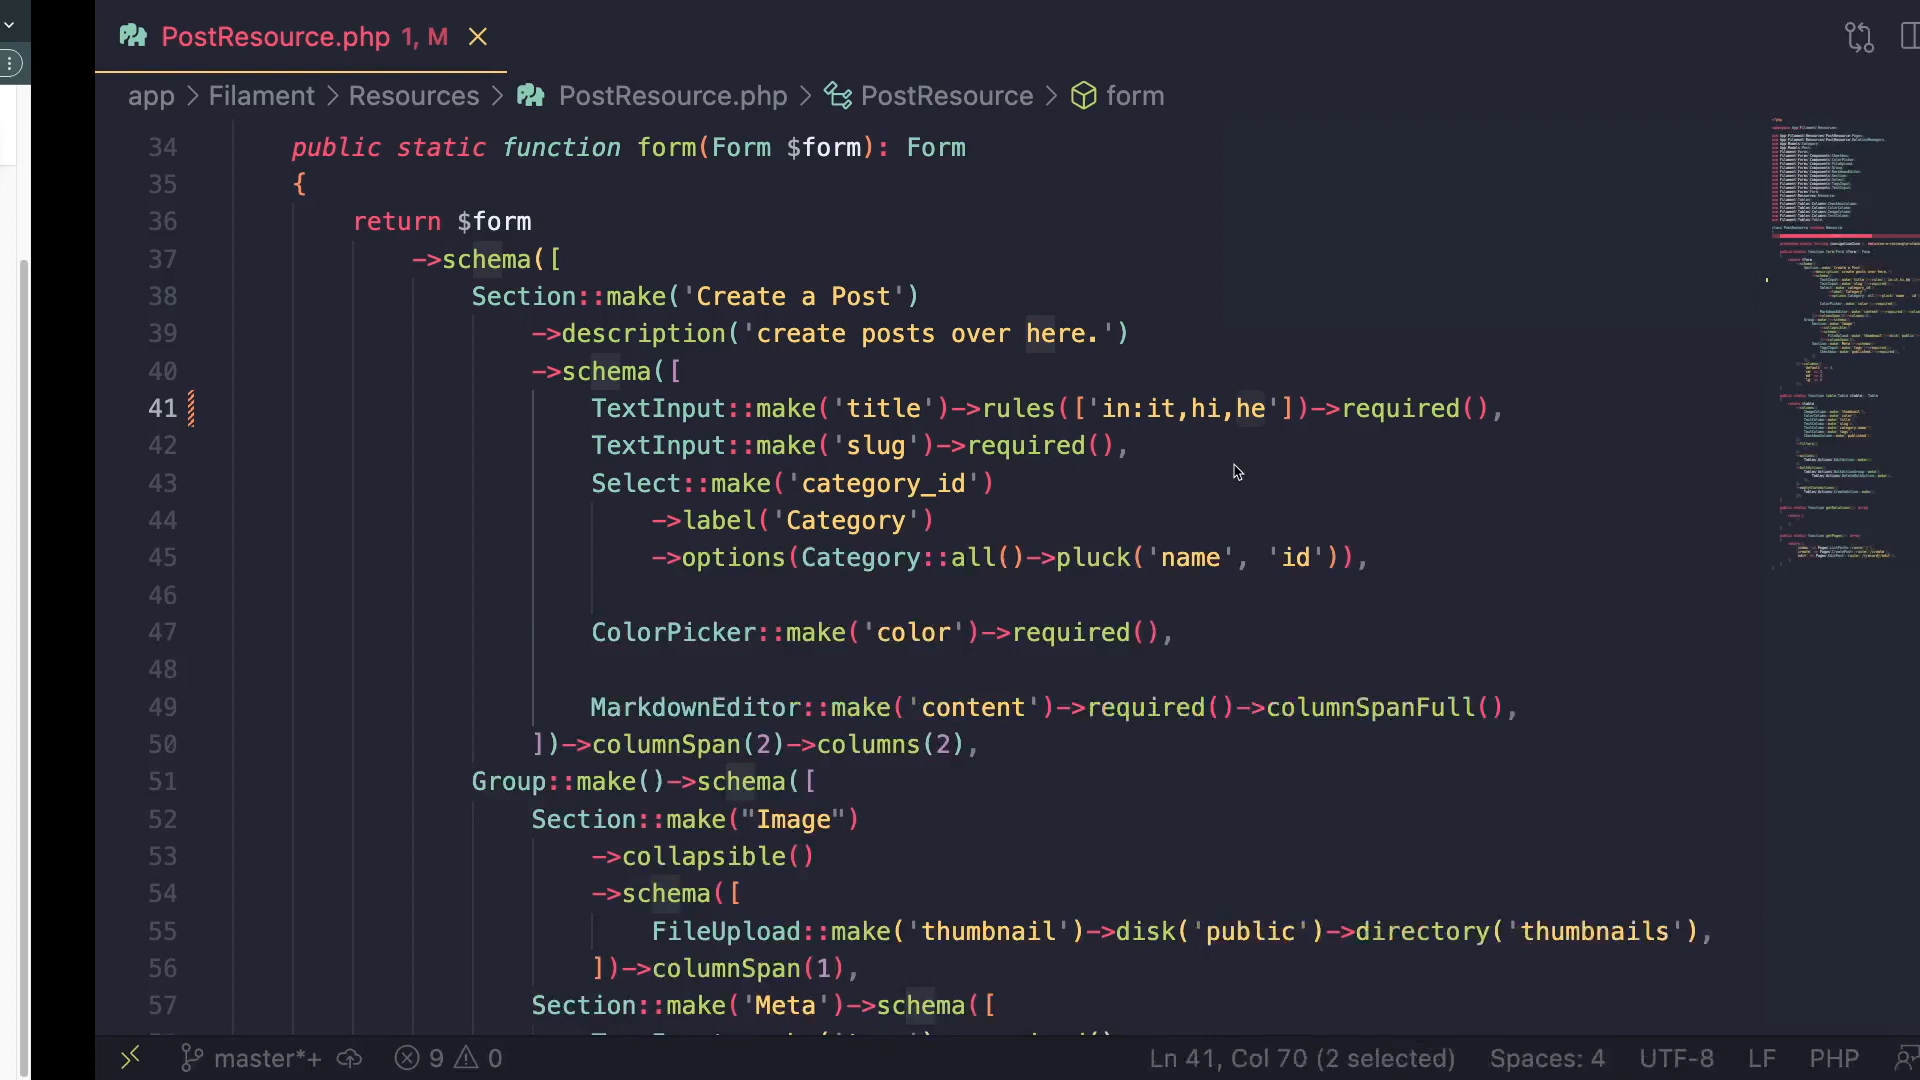 PostResource.php 1, M
app > Filament > Resources > PostResource.php > PostResource > form
34 public static function form(Form $form): Form
35 {
36 return $form
37 ->schema([
38 Section::make('Create a Post')
39 ->description('create posts over here.')
40 ->schema([
41 TextInput::make('title')->rules(['in:it,hi,he'])->required(),
42 TextInput::make('slug')->required(),
43 Select::make('category_id')
44 ->label('Category')
45 ->options(Category::all()->pluck('name', 'id')),
46
47 ColorPicker::make('color')->required(),
48
49 MarkdownEditor::make('content')->required()->columnSpanFull(),
50 ])->columnSpan(2)->columns(2),
51 Group::make()->schema([
52 Section::make("Image")
53 ->collapsible()
54 ->schema([
55 FileUpload::make('thumbnail')->disk('public')->directory('thumbnails'),
56 ])->columnSpan(1),
57 Section::make('Meta')->schema([
master*+ 9 0 Ln 41, Col 70 (2 selected) Spaces: 4 UTF-8 LF PHP